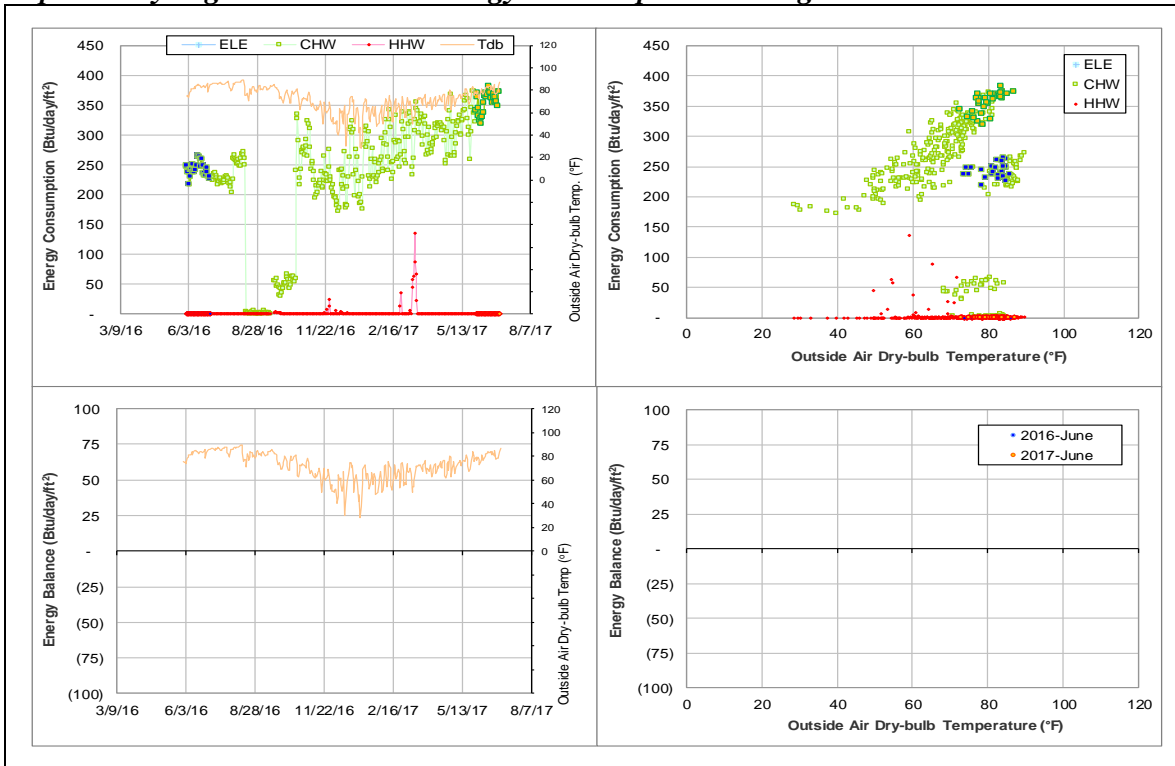 ELE CHW HHW Tdb
450
400
350
300
250
200
150
100
50
-
Energy Consumption (Btu/day/ft²)
120
100
80
60
40
20
0
Outside Air Dry-bulb Temp. (°F)
3/9/16 6/3/16 8/28/16 11/22/16 2/16/17 5/13/17 8/7/17
450
400
350
300
250
200
150
100
50
-
Energy Consumption (Btu/day/ft²)
ELE
CHW
HHW
0 20 40 60 80 100 120
Outside Air Dry-bulb Temperature (°F)
100
75
50
25
-
(25)
(50)
(75)
(100)
Energy Balance (Btu/day/ft²)
120
100
80
60
40
20
0
Outside Air Dry-bulb Temp (°F)
3/9/16 6/3/16 8/28/16 11/22/16 2/16/17 5/13/17 8/7/17
100
75
50
25
-
(25)
(50)
(75)
(100)
Energy Balance (Btu/day/ft²)
2016-June
2017-June
0 20 40 60 80 100 120
Outside Air Dry-bulb Temperature (°F)